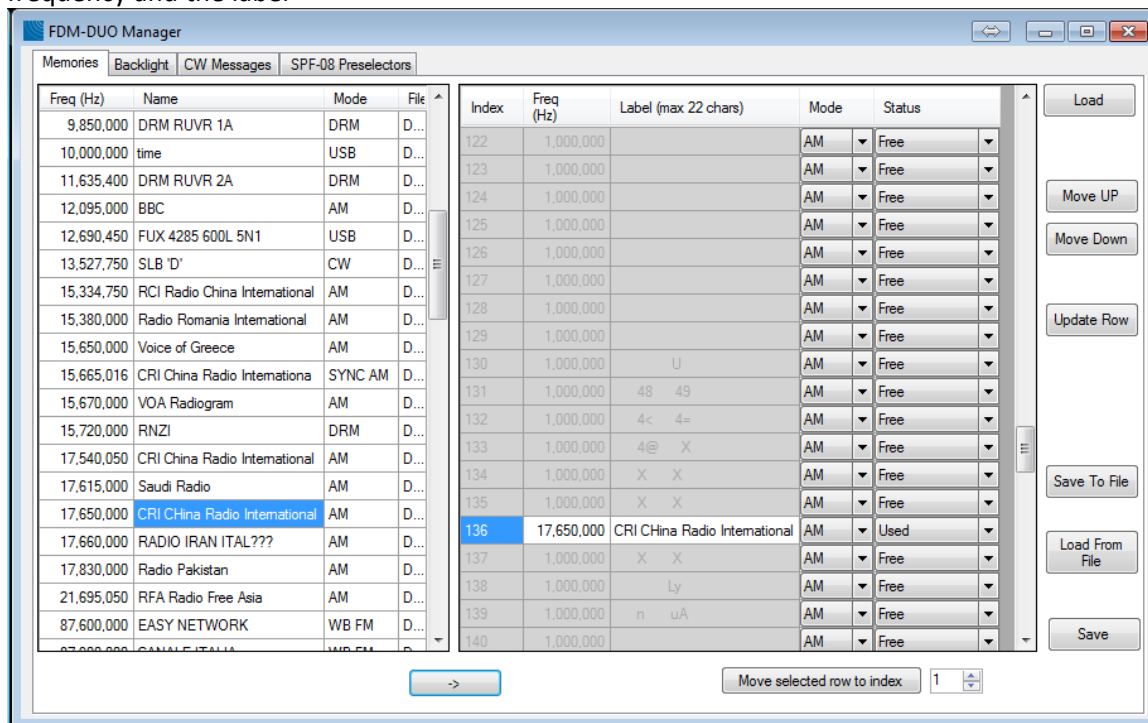 frequency and the label
FDM-DUO Manager
Memories Backlight CW Messages SPF-08 Preselectors
Freq (Hz) Name Mode File
9,850,000 DRM RUVR 1A DRM D...
10,000,000 time USB D...
11,635,400 DRM RUVR 2A DRM D...
12,095,000 BBC AM D...
12,690,450 FUX 4285 600L 5N1 USB D...
13,527,750 SLB 'D' CW D...
15,334,750 RCI Radio China International AM D...
15,380,000 Radio Romania International AM D...
15,650,000 Voice of Greece AM D...
15,665,016 CRI China Radio Internationa SYNC AM D...
15,670,000 VOA Radiogram AM D...
15,720,000 RNZI DRM D...
17,540,050 CRI China Radio International AM D...
17,615,000 Saudi Radio AM D...
17,650,000 CRI CHina Radio International AM D...
17,660,000 RADIO IRAN ITAL??? AM D...
17,830,000 Radio Pakistan AM D...
21,695,050 RFA Radio Free Asia AM D...
87,600,000 EASY NETWORK WB FM D...
Index Freq (Hz) Label (max 22 chars) Mode Status
122 1,000,000 AM Free
123 1,000,000 AM Free
124 1,000,000 AM Free
125 1,000,000 AM Free
126 1,000,000 AM Free
127 1,000,000 AM Free
128 1,000,000 AM Free
129 1,000,000 AM Free
130 1,000,000 U AM Free
131 1,000,000 48 49 AM Free
132 1,000,000 4< 4= AM Free
133 1,000,000 4@ X AM Free
134 1,000,000 X X AM Free
135 1,000,000 X X AM Free
136 17,650,000 CRI CHina Radio International AM Used
137 1,000,000 X X AM Free
138 1,000,000 Ly AM Free
139 1,000,000 n uA AM Free
140 1,000,000 AM Free
Load
Move UP
Move Down
Update Row
Save To File
Load From
File
Save
->
Move selected row to index 1